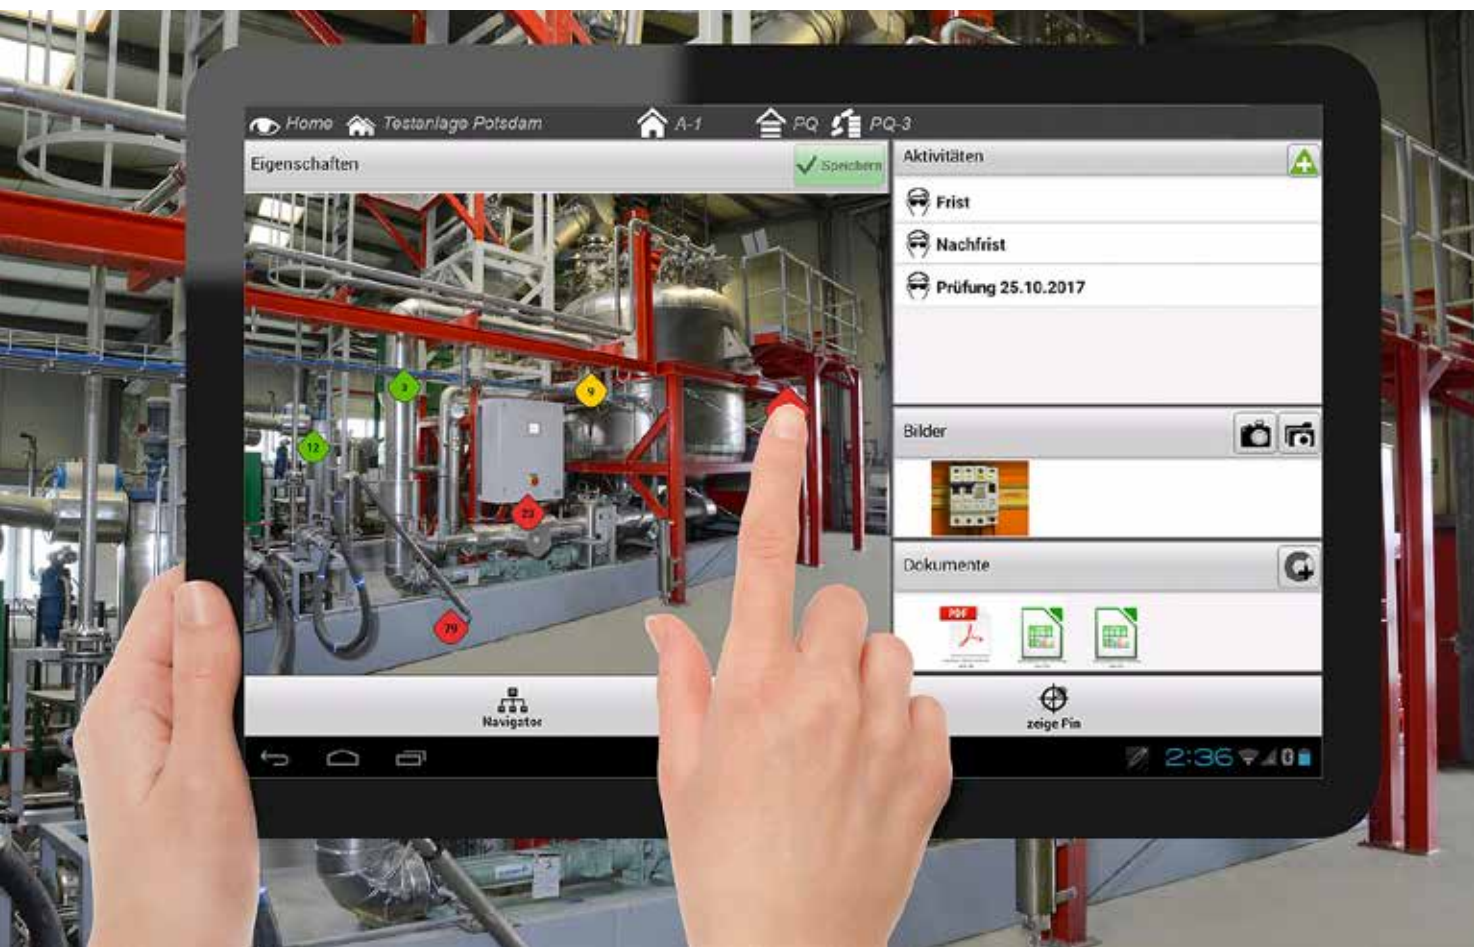 Home Testanlage Potsdam A-1 PQ PQ-3
Eigenschaften
Speichern
Aktivitäten
Frist
Nachfrist
Prüfung 25.10.2017
3
9
12
23
79
Bilder
Dokumente
PDF
Navigator
zeige Pin
2:36